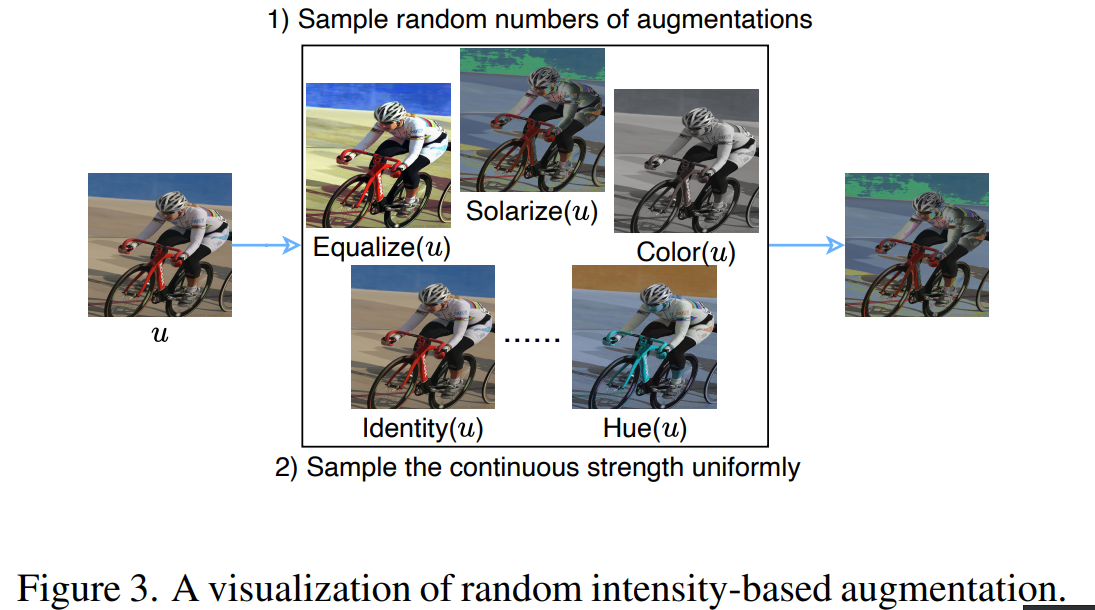 1) Sample random numbers of augmentations
Solarize(u)
Equalize(u)
Color(u)
u
......
Identity(u)
Hue(u)
2) Sample the continuous strength uniformly
Figure 3. A visualization of random intensity-based augmentation.